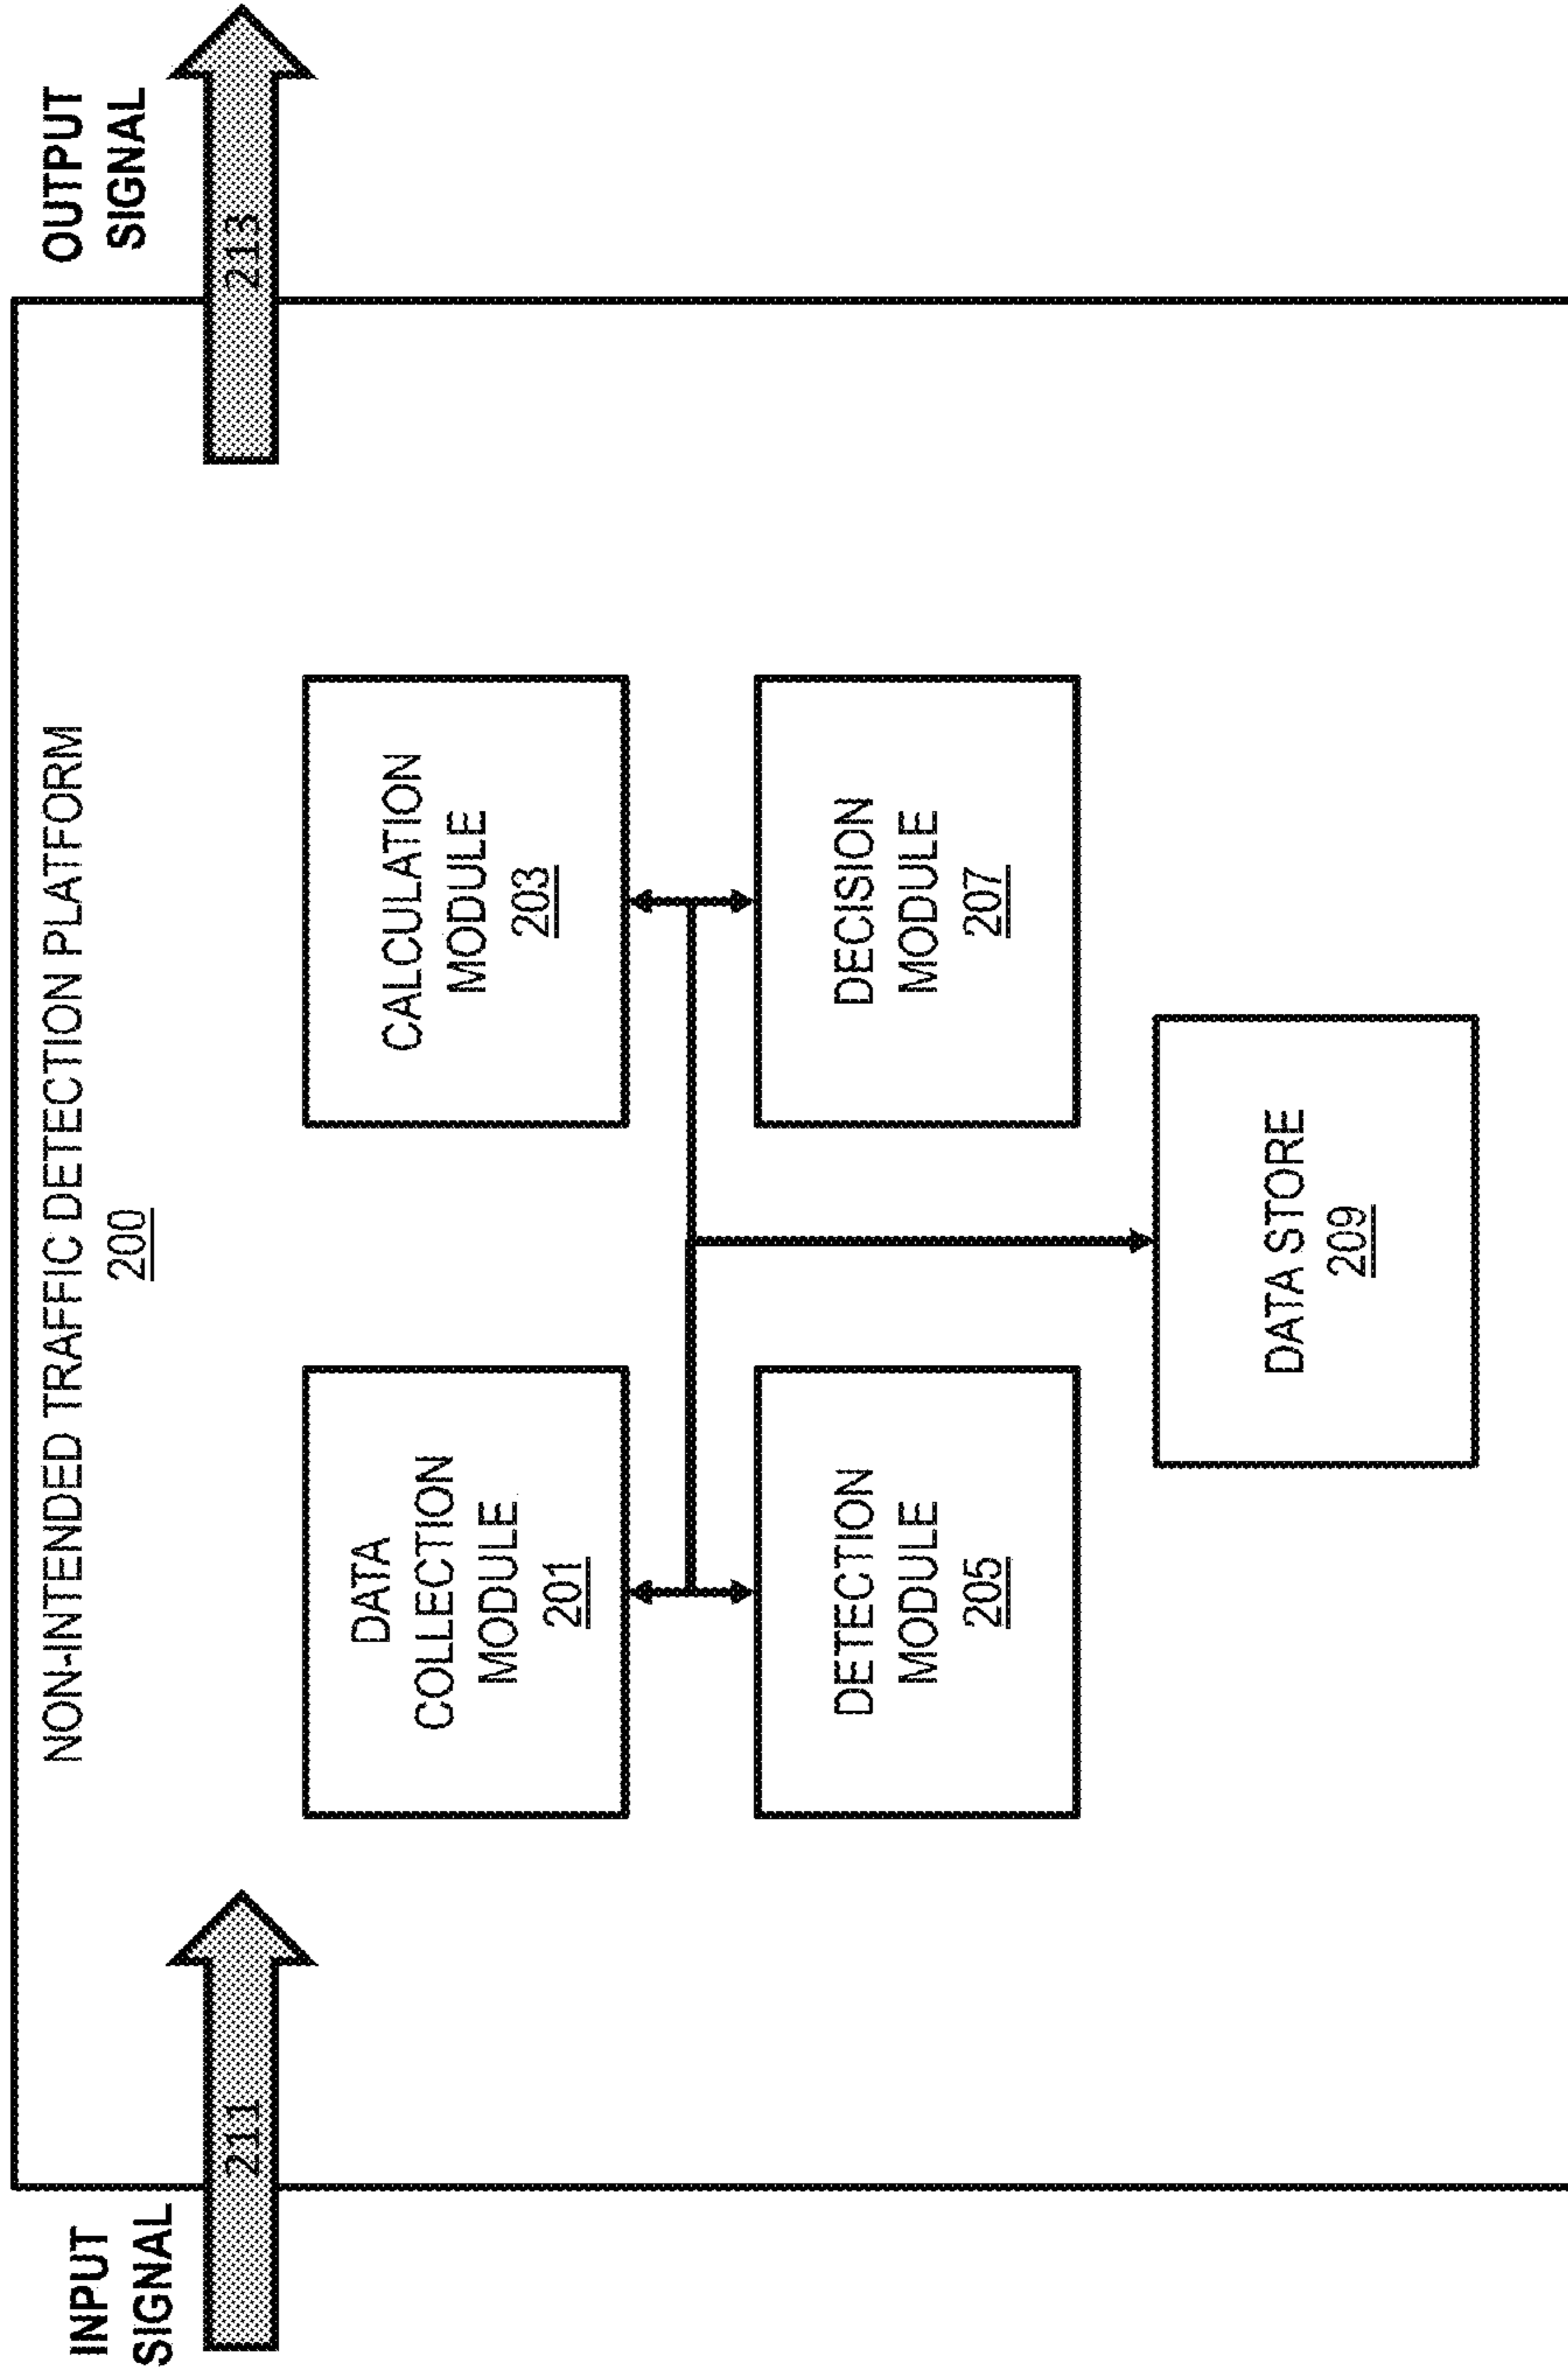 NON-INTENDED TRAFFIC DETECTION PLATFORM
200
INPUT
SIGNAL
211
OUTPUT
SIGNAL
213
DATA
COLLECTION
MODULE
201
CALCULATION
MODULE
203
DETECTION
MODULE
205
DECISION
MODULE
207
DATA STORE
209